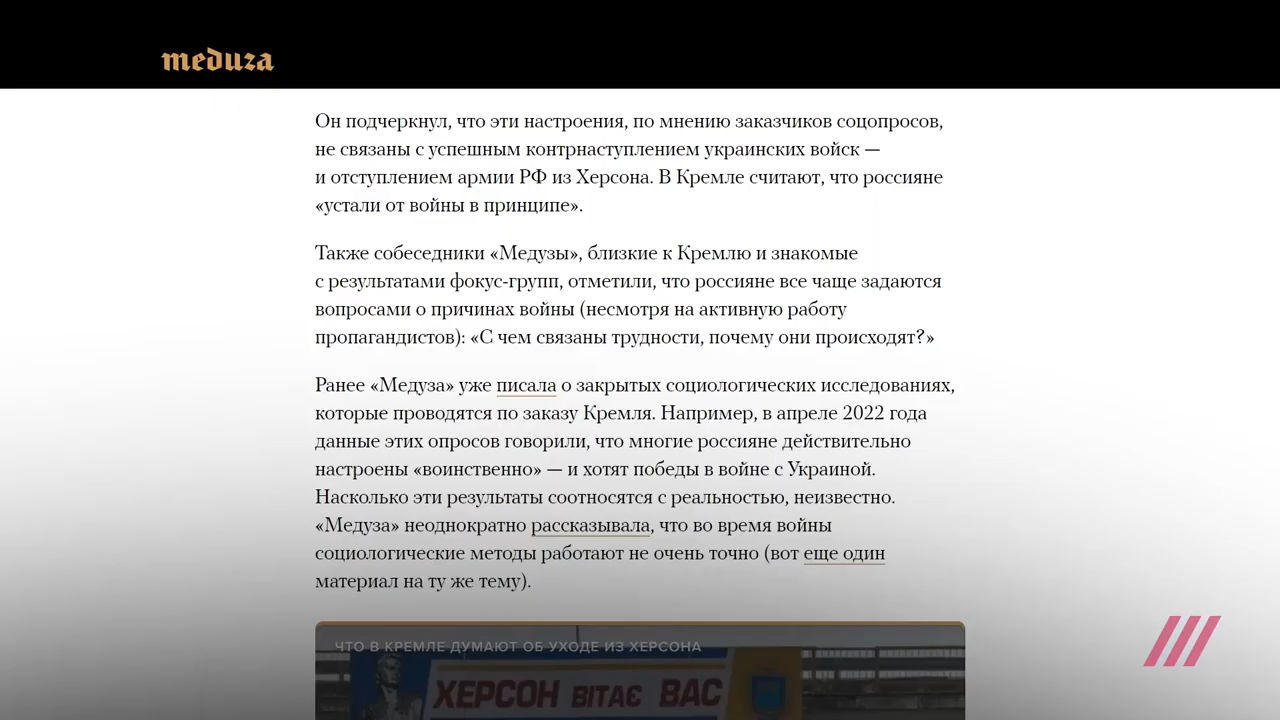 meduza
Он подчеркнул, что эти настроения, по мнению заказчиков соцопросов,
не связаны с успешным контрнаступлением украинских войск —
и отступлением армии РФ из Херсона. В Кремле считают, что россияне
«устали от войны в принципе».
Также собеседники «Медузы», близкие к Кремлю и знакомые
с результатами фокус-групп, отметили, что россияне все чаще задаются
вопросами о причинах войны (несмотря на активную работу
пропагандистов): «С чем связаны трудности, почему они происходят?»
Ранее «Медуза» уже писала о закрытых социологических исследованиях,
которые проводятся по заказу Кремля. Например, в апреле 2022 года
данные этих опросов говорили, что многие россияне действительно
настроены «воинственно» — и хотят победы в войне с Украиной.
Насколько эти результаты соотносятся с реальностью, неизвестно.
«Медуза» неоднократно рассказывала, что во время войны
социологические методы работают не очень точно (вот еще один
материал на ту же тему).
ЧТО В КРЕМЛЕ ДУМАЮТ ОБ УХОДЕ ИЗ ХЕРСОНА
ХЕРСОН ВІТАЄ ВАС